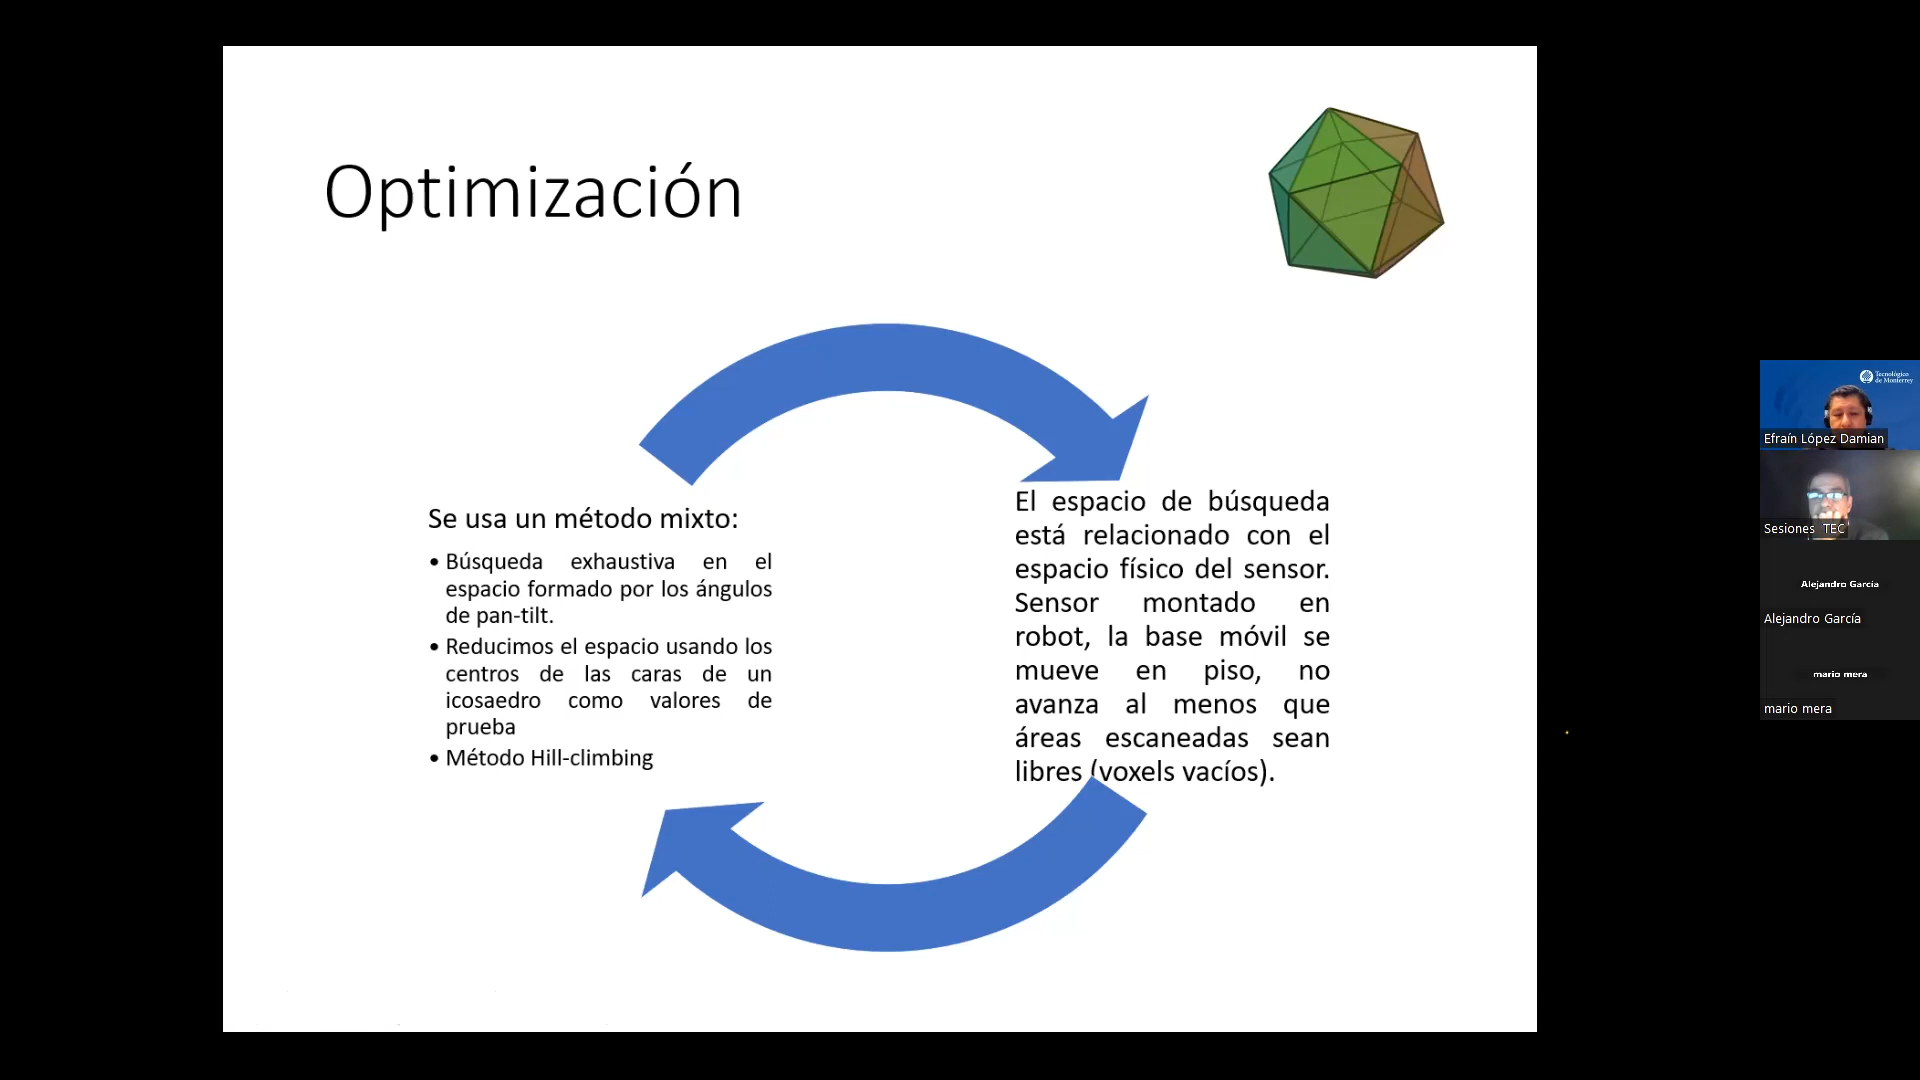 Optimización
Se usa un método mixto:
• Búsqueda exhaustiva en el
espacio formado por los ángulos
de pan-tilt.
• Reducimos el espacio usando los
centros de las caras de un
icosaedro como valores de
prueba
• Método Hill-climbing
El espacio de búsqueda
está relacionado con el
espacio físico del sensor.
Sensor montado en
robot, la base móvil se
mueve en piso, no
avanza al menos que
áreas escaneadas sean
libres (voxels vacíos).
Tecnológico
de Monterrey
Efraín López Damian
Sesiones TEC
Alejandro García
Alejandro García
mario mera
mario mera